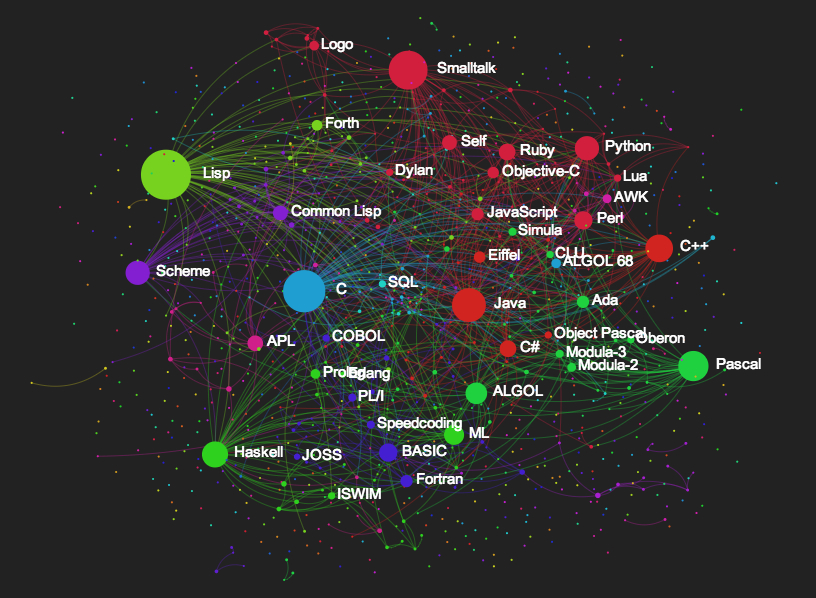 Logo
Smalltalk
Forth
Self
Ruby
Python
Lisp
Dylan
Objective-C
Lua
AWK
Common Lisp
JavaScript
Perl
Simula
C++
Eiffel
CLU
ALGOL 68
Scheme
SQL
C
Java
Ada
COBOL
Object Pascal
Oberon
APL
C#
Modula-3
Modula-2
Pascal
Prolog
Erlang
ALGOL
PL/I
Speedcoding
ML
Haskell
JOSS
BASIC
Fortran
ISWIM